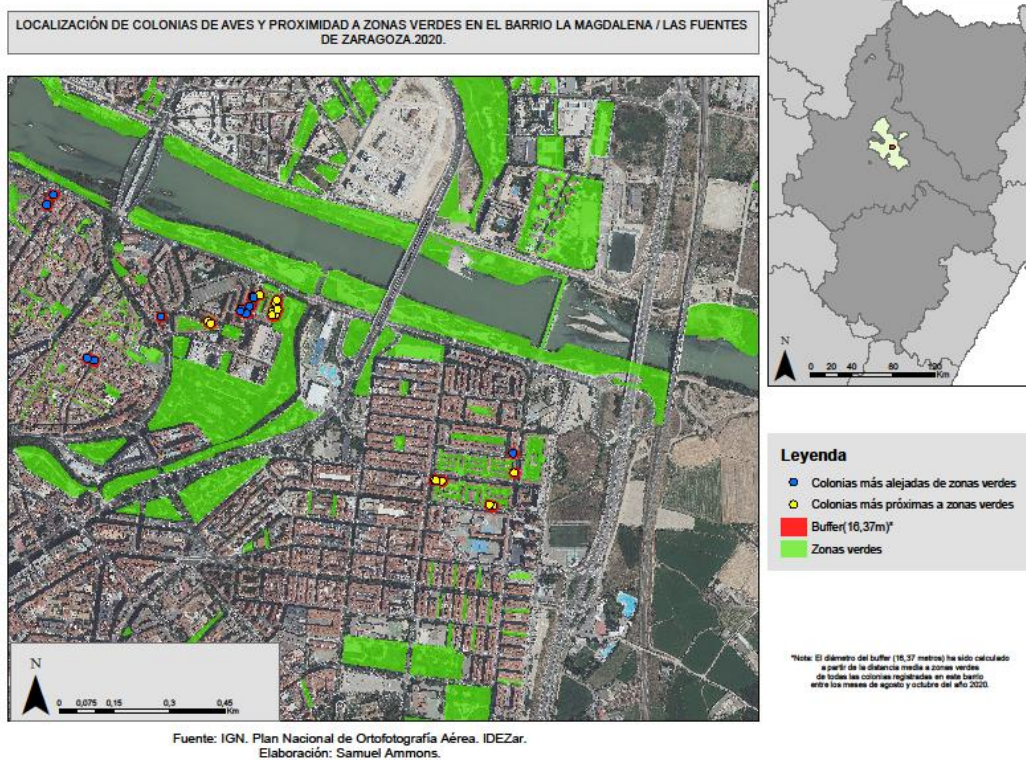 LOCALIZACIÓN DE COLONIAS DE AVES Y PROXIMIDAD A ZONAS VERDES EN EL BARRIO LA MAGDALENA / LAS FUENTES
DE ZARAGOZA.2020.
N
0 20 40 80 120
Km
Leyenda
Colonias más alejadas de zonas verdes
Colonias más próximas a zonas verdes
Buffer(16,37m)*
Zonas verdes
*Nota: El diámetro del buffer (16,37 metros) ha sido calculado
a partir de la distancia media a zonas verdes
de todas las colonias registradas en este barrio
entre los meses de agosto y octubre del año 2020.
N
0 0,075 0,15 0,3 0,45
Km
Fuente: IGN. Plan Nacional de Ortofotografía Aérea. IDEZar.
Elaboración: Samuel Ammons.